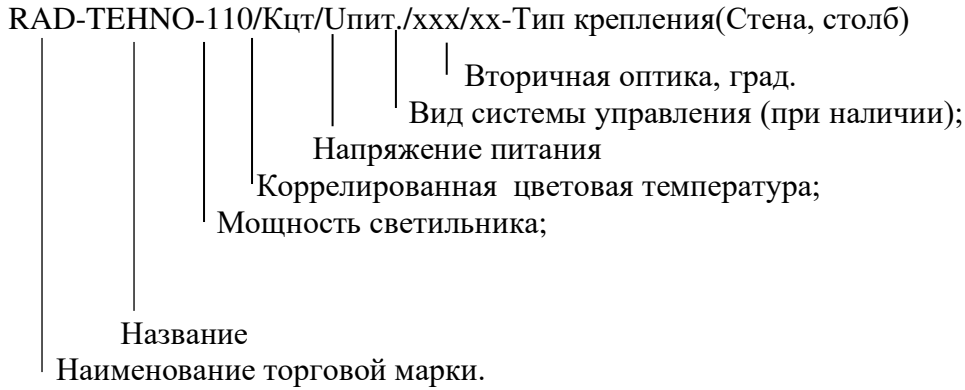 RAD-TEHNO-110/Кцт/Uпит./xxx/xx-Тип крепления(Стена, столб)
Вторичная оптика, град.
Вид системы управления (при наличии);
Напряжение питания
Коррелированная цветовая температура;
Мощность светильника;
Название
Наименование торговой марки.